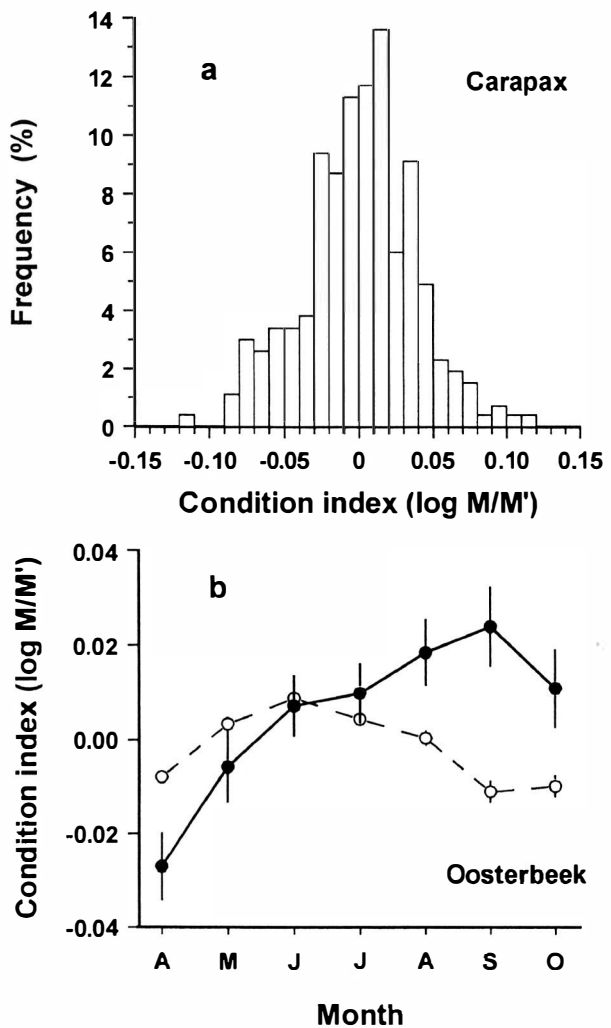 14
a
Carapax
12
10
8
6
4
2
0
Frequency (%)
-0.15 -0.10 -0.05 0 0.05 0.10 0.15
Condition index (log M/M')
0.04
b
0.02
0.00
-0.02
-0.04
Condition index (log M/M')
Oosterbeek
A M J J A S O
Month